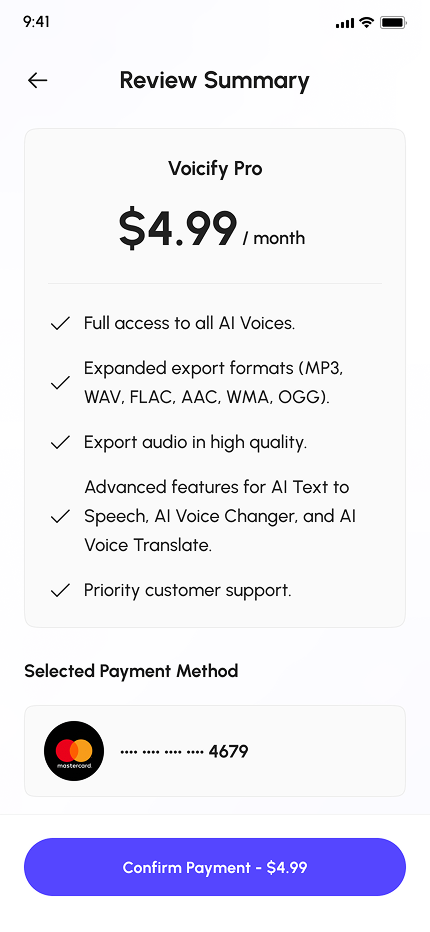 9:41
Review Summary
Voicify Pro
$4.99 / month
Full access to all AI Voices.
Expanded export formats (MP3,
WAV, FLAC, AAC, WMA, OGG).
Export audio in high quality.
Advanced features for AI Text to
Speech, AI Voice Changer, and AI
Voice Translate.
Priority customer support.
Selected Payment Method
mastercard
•••• •••• •••• •••• 4679
Confirm Payment - $4.99